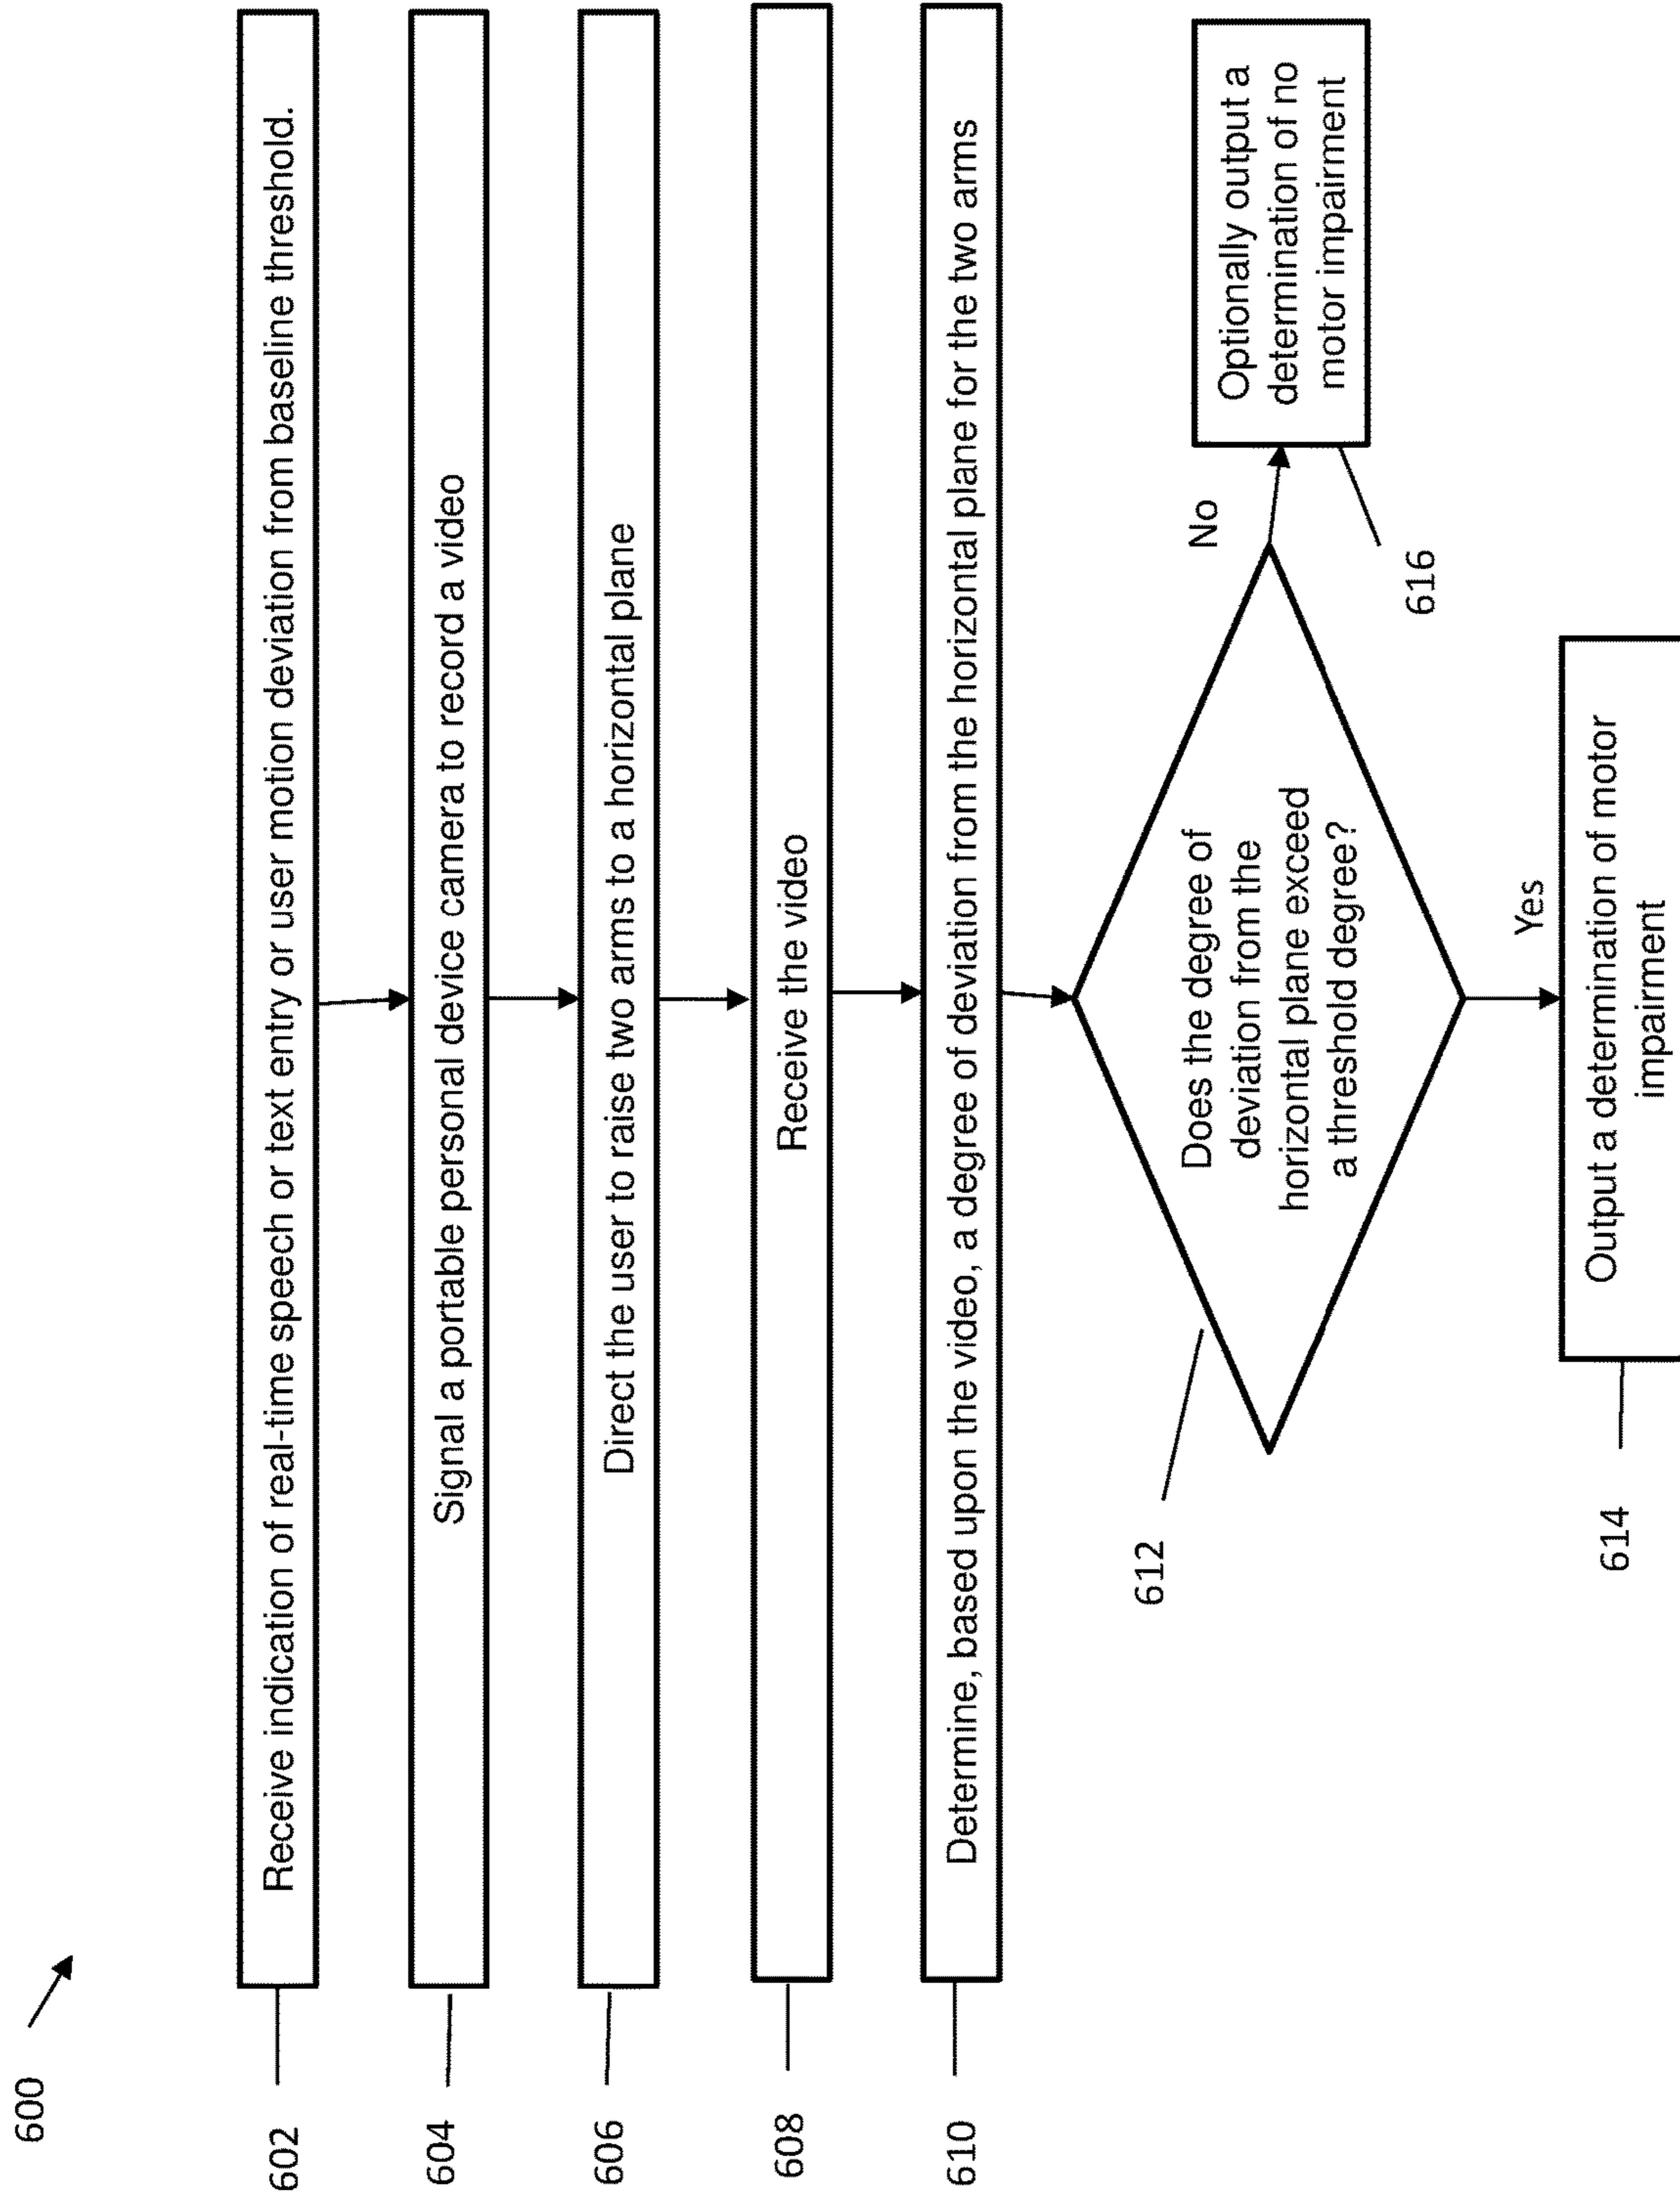 600
602
Receive indication of real-time speech or text entry or user motion deviation from baseline threshold.
604
Signal a portable personal device camera to record a video
606
Direct the user to raise two arms to a horizontal plane
608
Receive the video
610
Determine, based upon the video, a degree of deviation from the horizontal plane for the two arms
612
Does the degree of
deviation from the
horizontal plane exceed
a threshold degree?
No
Optionally output a
determination of no
motor impairment
616
Yes
614
Output a determination of motor
impairment